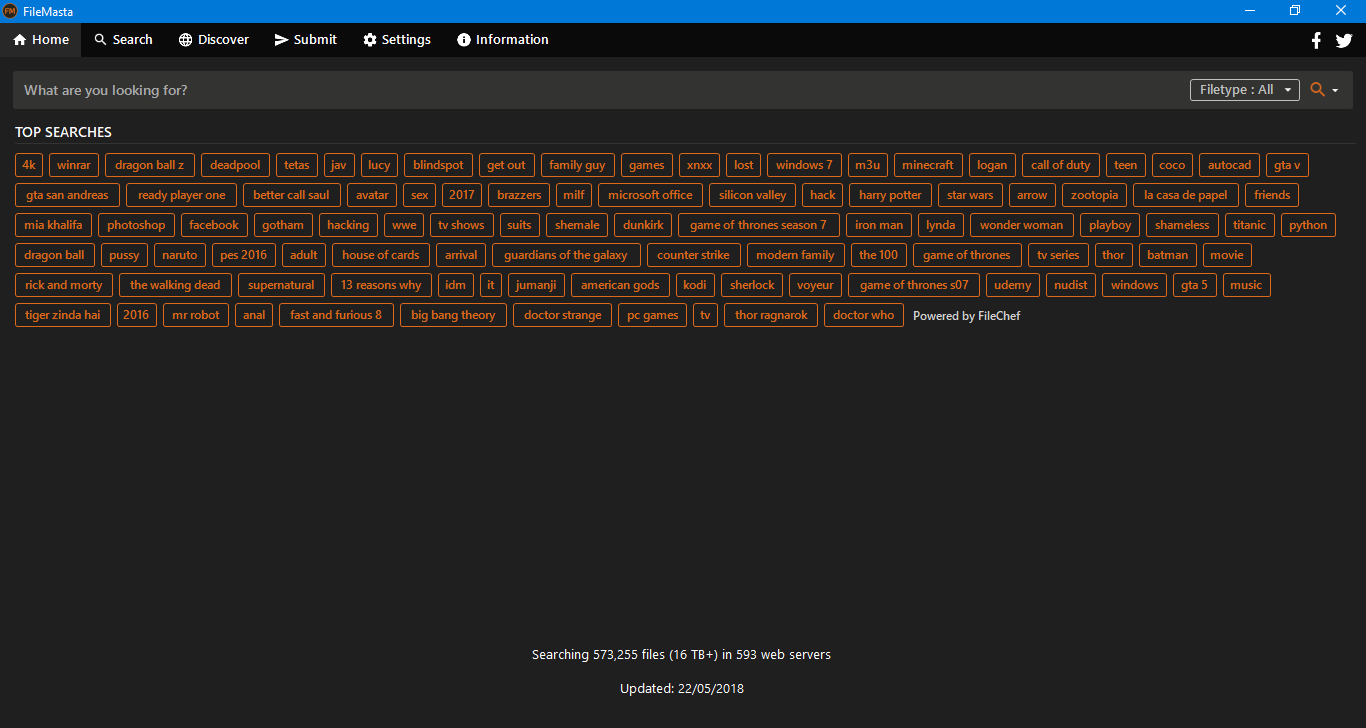 FM FileMasta
Home Search Discover Submit Settings Information
What are you looking for? Filetype : All
TOP SEARCHES
4k winrar dragon ball z deadpool tetas jav lucy blindspot get out family guy games xnxx lost windows 7 m3u minecraft logan call of duty teen coco autocad gta v
gta san andreas ready player one better call saul avatar sex 2017 brazzers milf microsoft office silicon valley hack harry potter star wars arrow zootopia la casa de papel friends
mia khalifa photoshop facebook gotham hacking wwe tv shows suits shemale dunkirk game of thrones season 7 iron man lynda wonder woman playboy shameless titanic python
dragon ball pussy naruto pes 2016 adult house of cards arrival guardians of the galaxy counter strike modern family the 100 game of thrones tv series thor batman movie
rick and morty the walking dead supernatural 13 reasons why idm it jumanji american gods kodi sherlock voyeur game of thrones s07 udemy nudist windows gta 5 music
tiger zinda hai 2016 mr robot anal fast and furious 8 big bang theory doctor strange pc games tv thor ragnarok doctor who Powered by FileChef
Searching 573,255 files (16 TB+) in 593 web servers
Updated: 22/05/2018